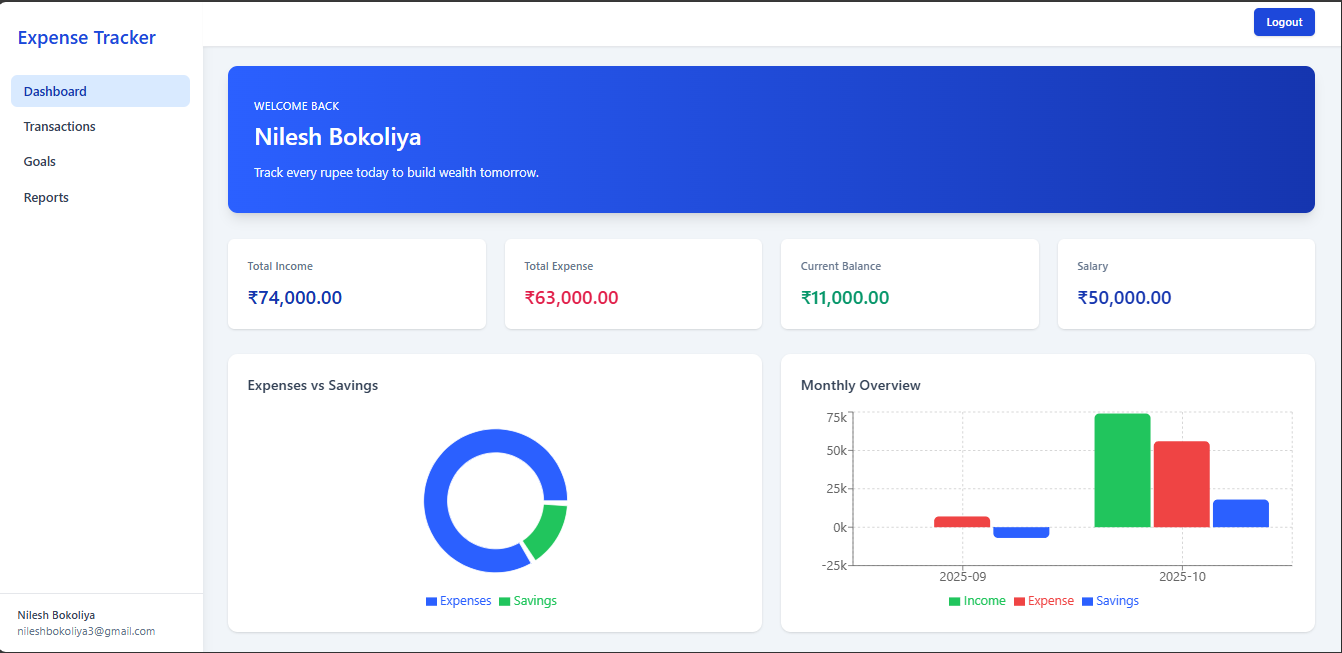 Expense Tracker
Logout
Dashboard
Transactions
Goals
Reports
WELCOME BACK
Nilesh Bokoliya
Track every rupee today to build wealth tomorrow.
Total Income
₹74,000.00
Total Expense
₹63,000.00
Current Balance
₹11,000.00
Salary
₹50,000.00
Expenses vs Savings
Expenses
Savings
Monthly Overview
75k
50k
25k
0k
-25k
2025-09
2025-10
Income
Expense
Savings
Nilesh Bokoliya
nileshbokoliya3@gmail.com